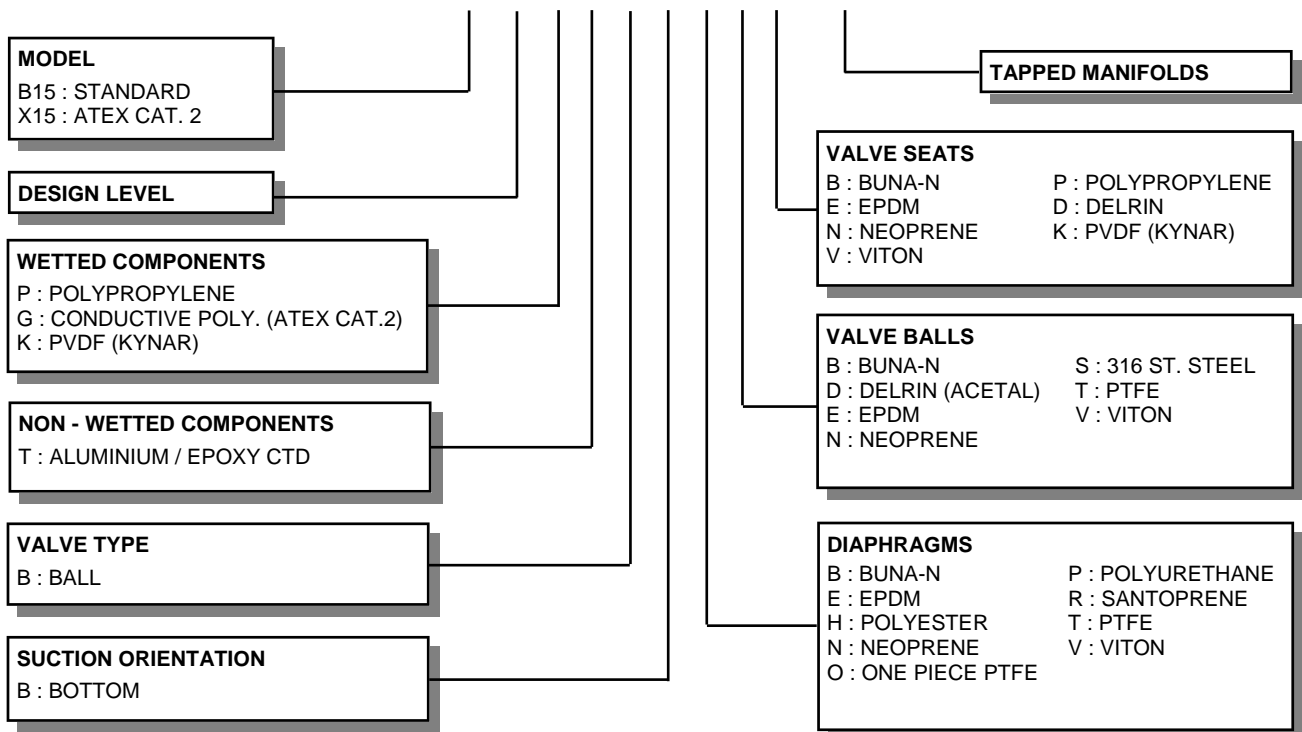 MODEL
B15 : STANDARD
X15 : ATEX CAT. 2
DESIGN LEVEL
WETTED COMPONENTS
P : POLYPROPYLENE
G : CONDUCTIVE POLY. (ATEX CAT.2)
K : PVDF (KYNAR)
NON - WETTED COMPONENTS
T : ALUMINIUM / EPOXY CTD
VALVE TYPE
B : BALL
SUCTION ORIENTATION
B : BOTTOM
TAPPED MANIFOLDS
VALVE SEATS
B : BUNA-N P : POLYPROPYLENE
E : EPDM D : DELRIN
N : NEOPRENE K : PVDF (KYNAR)
V : VITON
VALVE BALLS
B : BUNA-N S : 316 ST. STEEL
D : DELRIN (ACETAL) T : PTFE
E : EPDM V : VITON
N : NEOPRENE
DIAPHRAGMS
B : BUNA-N P : POLYURETHANE
E : EPDM R : SANTOPRENE
H : POLYESTER T : PTFE
N : NEOPRENE V : VITON
O : ONE PIECE PTFE